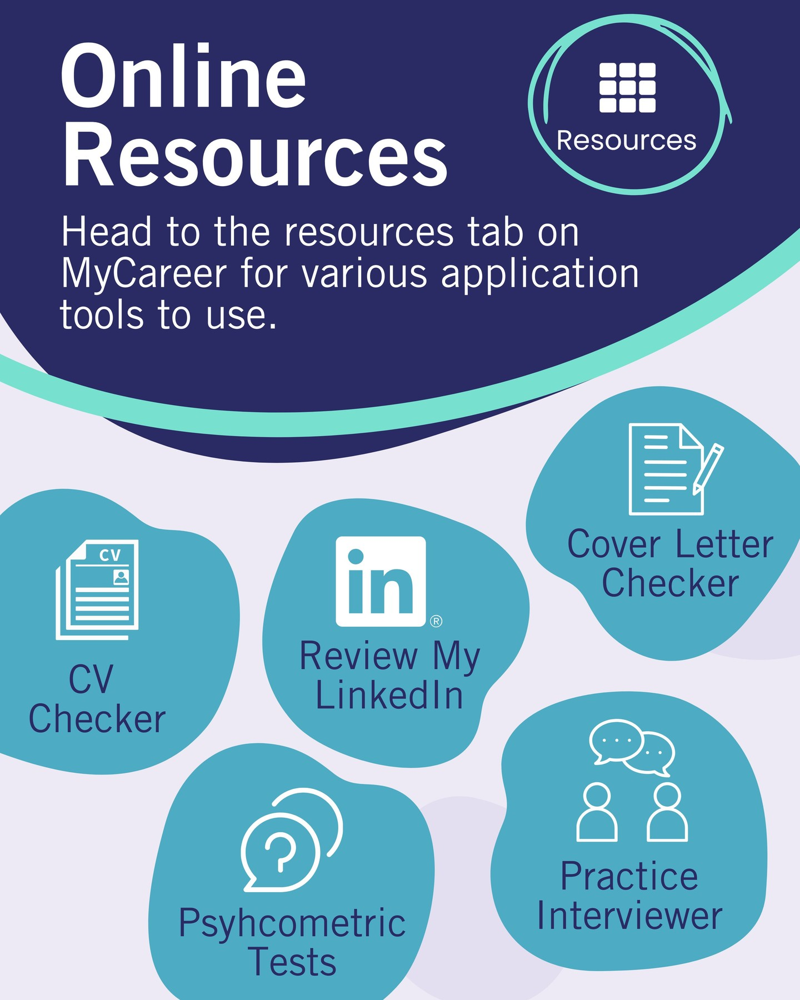 Online
Resources
Resources
Head to the resources tab on
MyCareer for various application
tools to use.
Cover Letter
Checker
CV
CV
Checker
in ®
Review My
LinkedIn
Practice
Interviewer
Psyhcometric
Tests